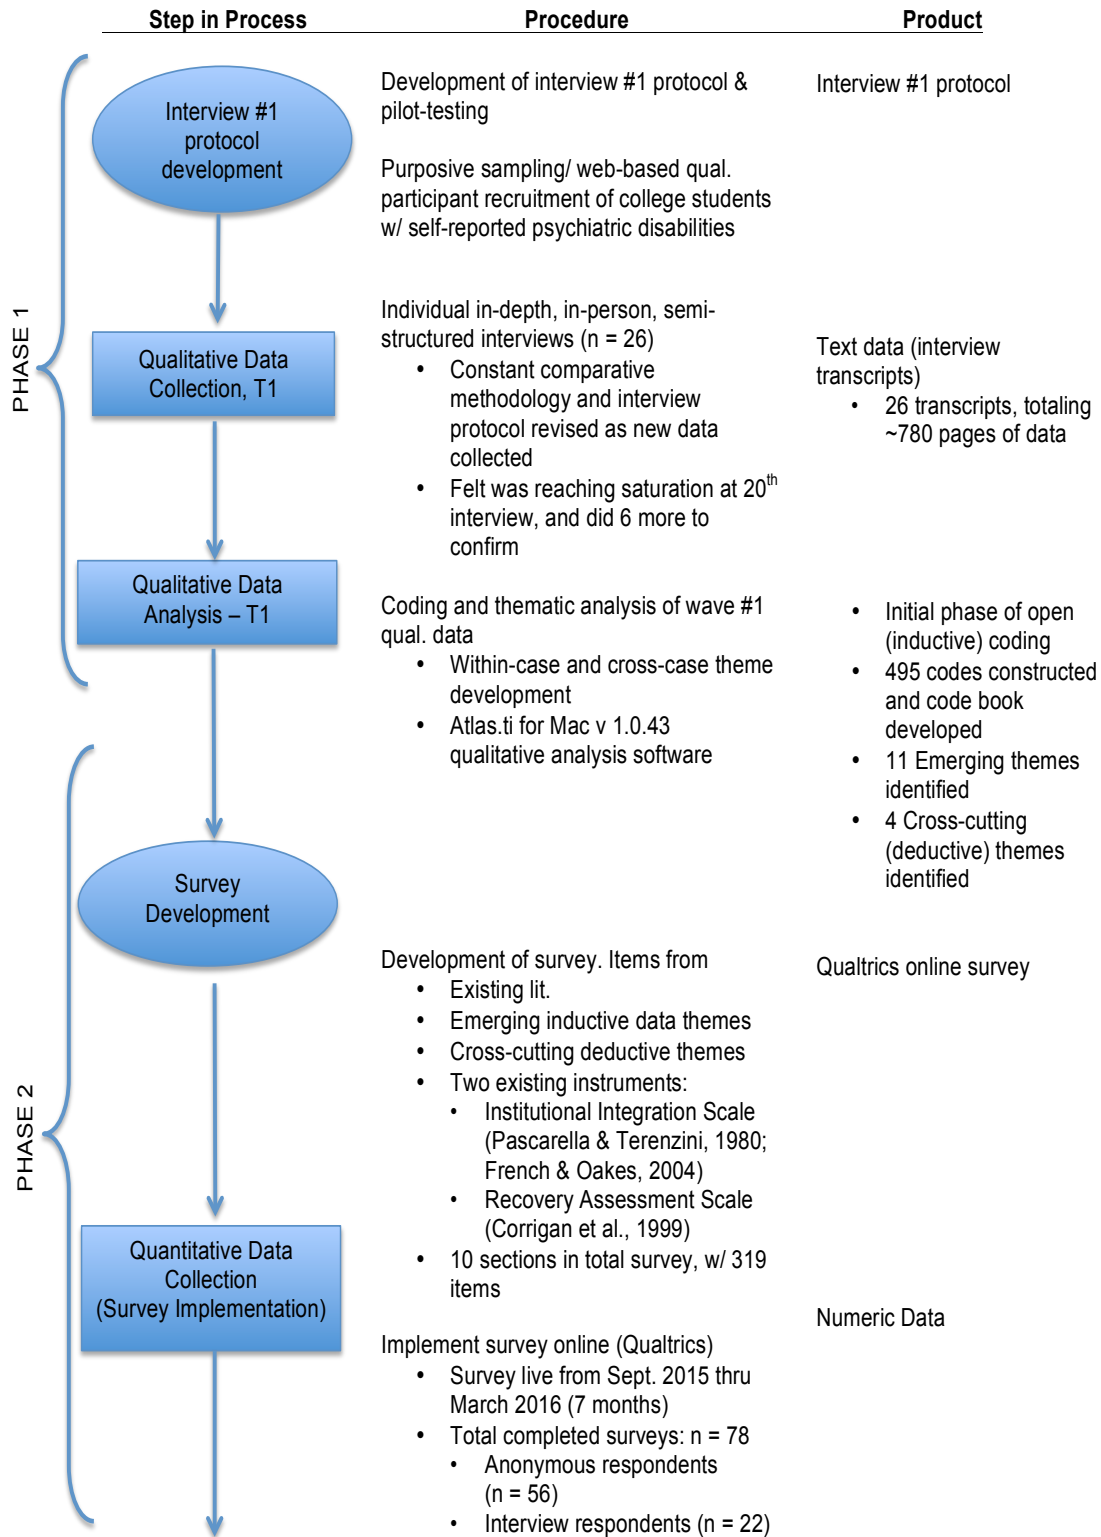 Step in Process Procedure Product
PHASE 1
Interview #1
protocol
development
Development of interview #1 protocol &
pilot-testing
Purposive sampling/ web-based qual.
participant recruitment of college students
w/ self-reported psychiatric disabilities
Interview #1 protocol
Qualitative Data
Collection, T1
Individual in-depth, in-person, semi-
structured interviews (n = 26)
• Constant comparative
methodology and interview
protocol revised as new data
collected
• Felt was reaching saturation at 20th
interview, and did 6 more to
confirm
Text data (interview
transcripts)
• 26 transcripts, totaling
~780 pages of data
Qualitative Data
Analysis – T1
Coding and thematic analysis of wave #1
qual. data
• Within-case and cross-case theme
development
• Atlas.ti for Mac v 1.0.43
qualitative analysis software
• Initial phase of open
(inductive) coding
• 495 codes constructed
and code book
developed
• 11 Emerging themes
identified
• 4 Cross-cutting
(deductive) themes
identified
PHASE 2
Survey
Development
Development of survey. Items from
• Existing lit.
• Emerging inductive data themes
• Cross-cutting deductive themes
• Two existing instruments:
• Institutional Integration Scale
(Pascarella & Terenzini, 1980;
French & Oakes, 2004)
• Recovery Assessment Scale
(Corrigan et al., 1999)
• 10 sections in total survey, w/ 319
items
Qualtrics online survey
Quantitative Data
Collection
(Survey Implementation)
Implement survey online (Qualtrics)
• Survey live from Sept. 2015 thru
March 2016 (7 months)
• Total completed surveys: n = 78
• Anonymous respondents
(n = 56)
• Interview respondents (n = 22)
Numeric Data